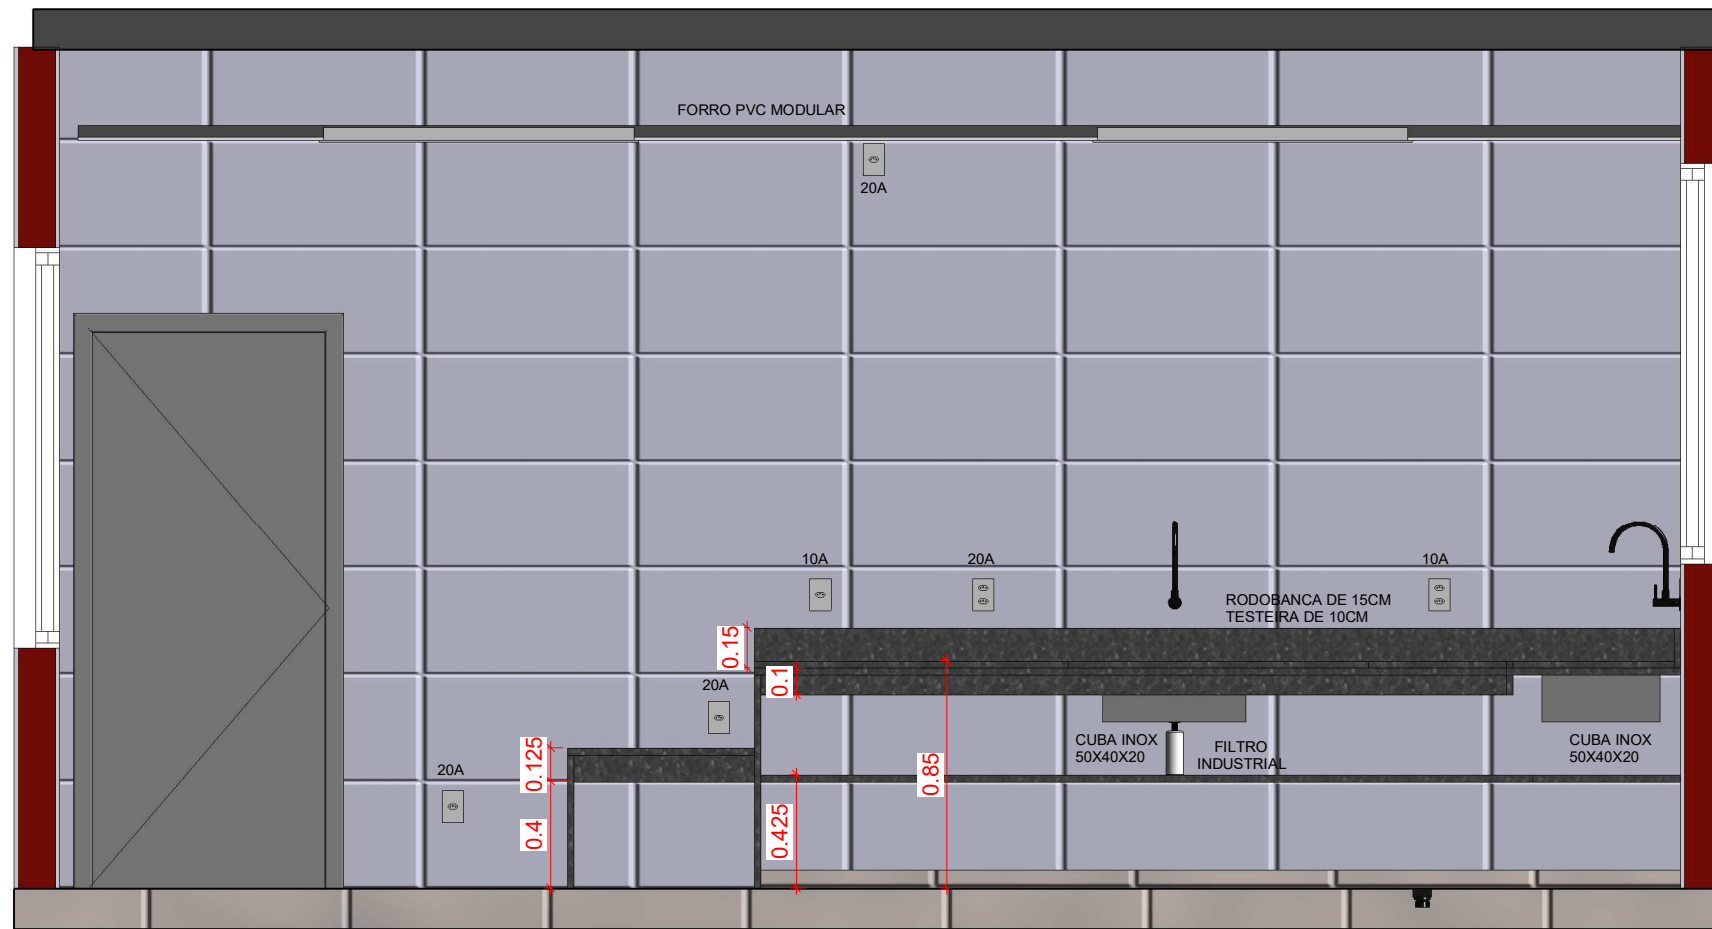 FORRO PVC MODULAR
20A
10A
20A
10A
RODOBANCA DE 15CM
TESTEIRA DE 10CM
0.15
0.1
20A
CUBA INOX
50X40X20
FILTRO
INDUSTRIAL
CUBA INOX
50X40X20
0.125
0.85
20A
0.4
0.425